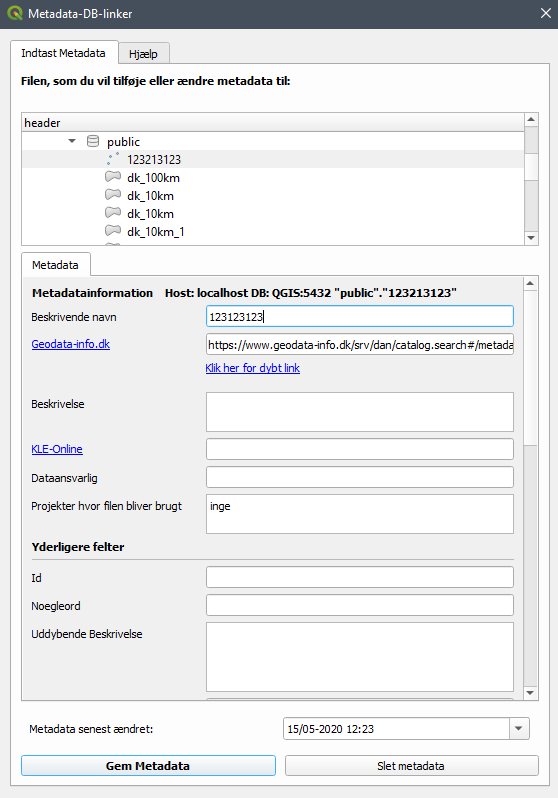 Metadata-DB-linker
Indtast Metadata Hjælp
Filen, som du vil tilføje eller ændre metadata til:
header
public
123213123
dk_100km
dk_10km
dk_10km
dk_10km_1
Metadata
Metadatainformation Host: localhost DB: QGIS:5432 "public"."123213123"
Beskrivende navn 123123123
Geodata-info.dk https://www.geodata-info.dk/srv/dan/catalog.search#/metada
Klik her for dybt link
Beskrivelse
KLE-Online
Dataansvarlig
Projekter hvor filen bliver brugt inge
Yderligere felter
Id
Noegleord
Uddybende Beskrivelse
Metadata senest ændret: 15/05-2020 12:23
Gem Metadata Slet metadata